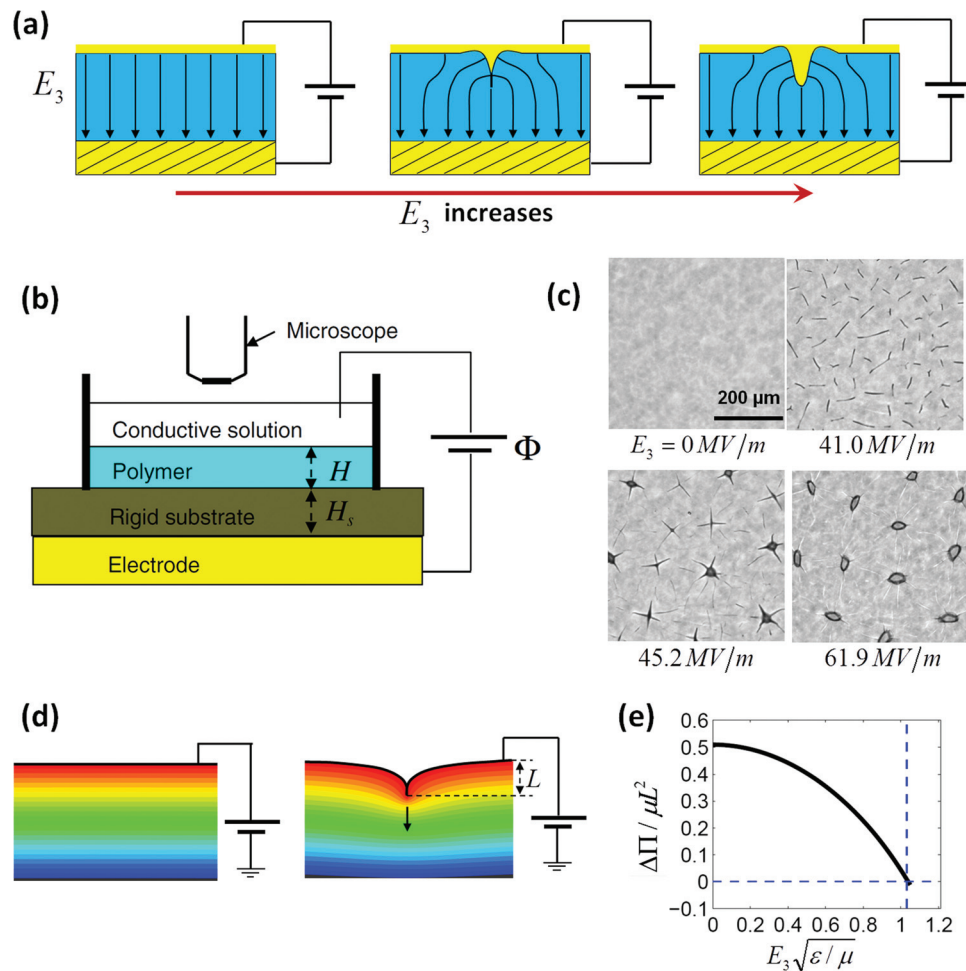 (a)
E₃
E₃ increases
(b)
Microscope
Conductive solution
Polymer
H
Rigid substrate
Hₛ
Electrode
Φ
(c)
200 µm
E₃ = 0 MV/m
41.0 MV/m
45.2 MV/m
61.9 MV/m
(d)
L
(e)
ΔΠ / μL²
0.6
0.5
0.4
0.3
0.2
0.1
0
-0.1
0 0.2 0.4 0.6 0.8 1 1.2
E₃√ε/μ